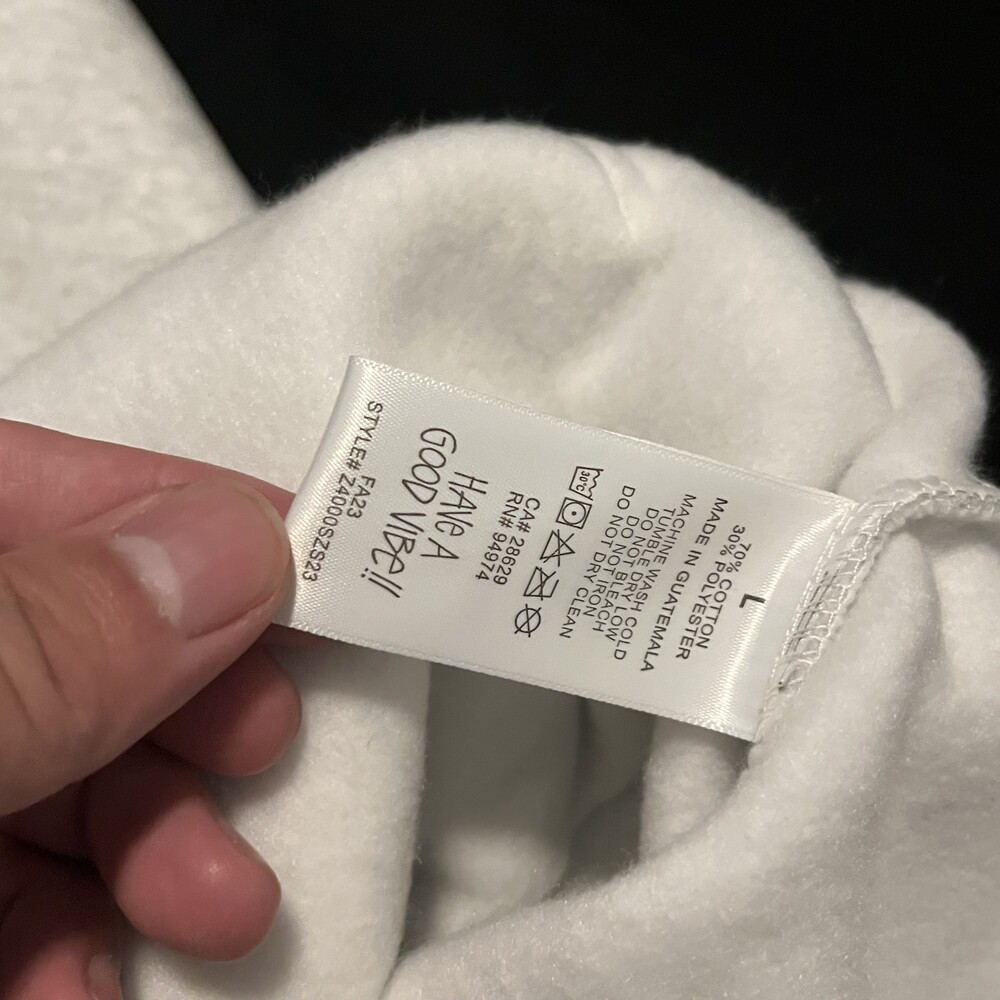 L
70% COTTON
30% POLYESTER
MADE IN GUATEMALA
MACHINE WASH COLD
TUMBLE DRY LOW
DO NOT BLEACH
DO NOT IRON
DO NOT DRY CLEAN
30°C
CA# 28629
RN# 94974
HAVE A
GOOD VIBE!!
FA23
STYLE# Z4000SZS23